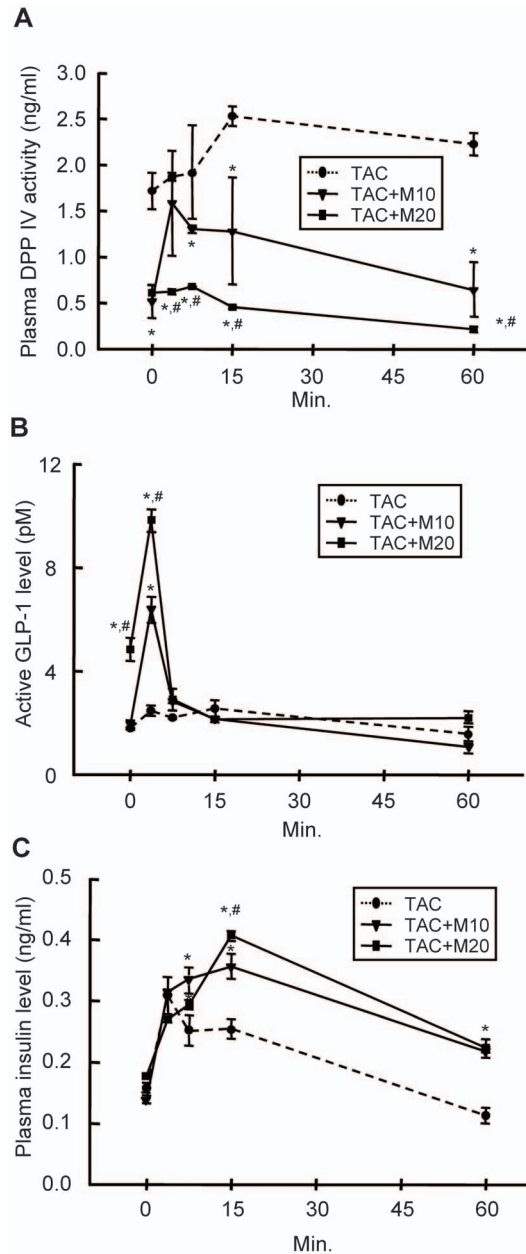 A
Plasma DPP IV activity (ng/ml)
3.0
2.5
2.0
1.5
1.0
0.5
0.0
TAC
TAC+M10
TAC+M20
*
*
*
*
*,#
*,#
*,#
*,#
0
15
30
45
60
Min.
B
Active GLP-1 level (pM)
12
8
4
0
*,#
*
*,#
TAC
TAC+M10
TAC+M20
0
15
30
45
60
Min.
C
Plasma insulin level (ng/ml)
0.5
0.4
0.3
0.2
0.1
0.0
TAC
TAC+M10
TAC+M20
*,#
*
*
*
*
0
15
30
45
60
Min.